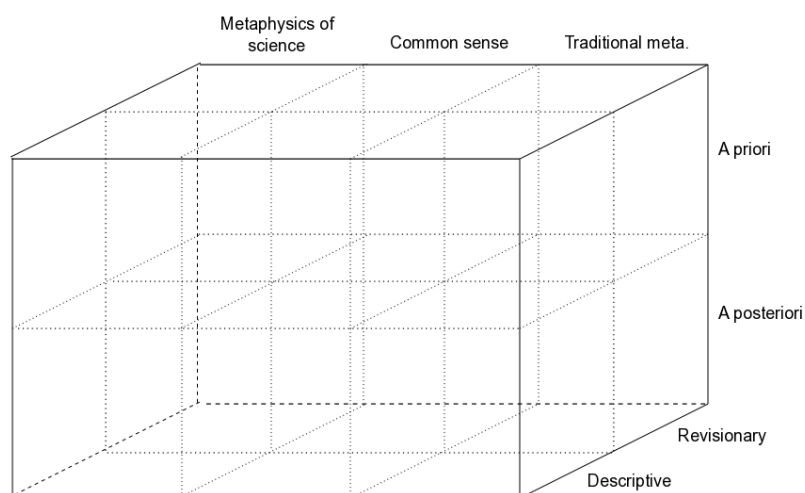 Metaphysics of
science
Common sense
Traditional meta.
A priori
A posteriori
Revisionary
Descriptive